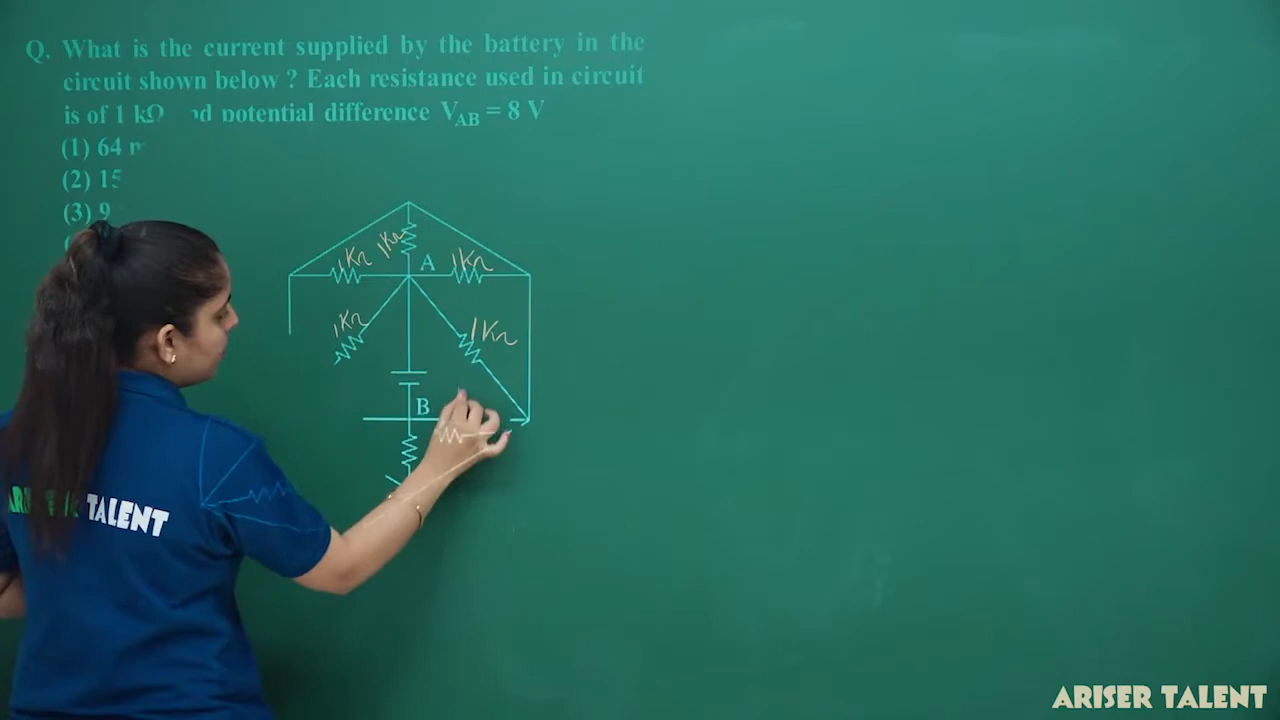 Q. What is the current supplied by the battery in the
circuit shown below ? Each resistance used in circuit
is of 1 kΩ potential difference V_AB = 8 V
(1) 64
(2) 15
(3) 9
1KΩ
1KΩ
A
1KΩ
1KΩ
1KΩ
B
TALENT
ARISER TALENT